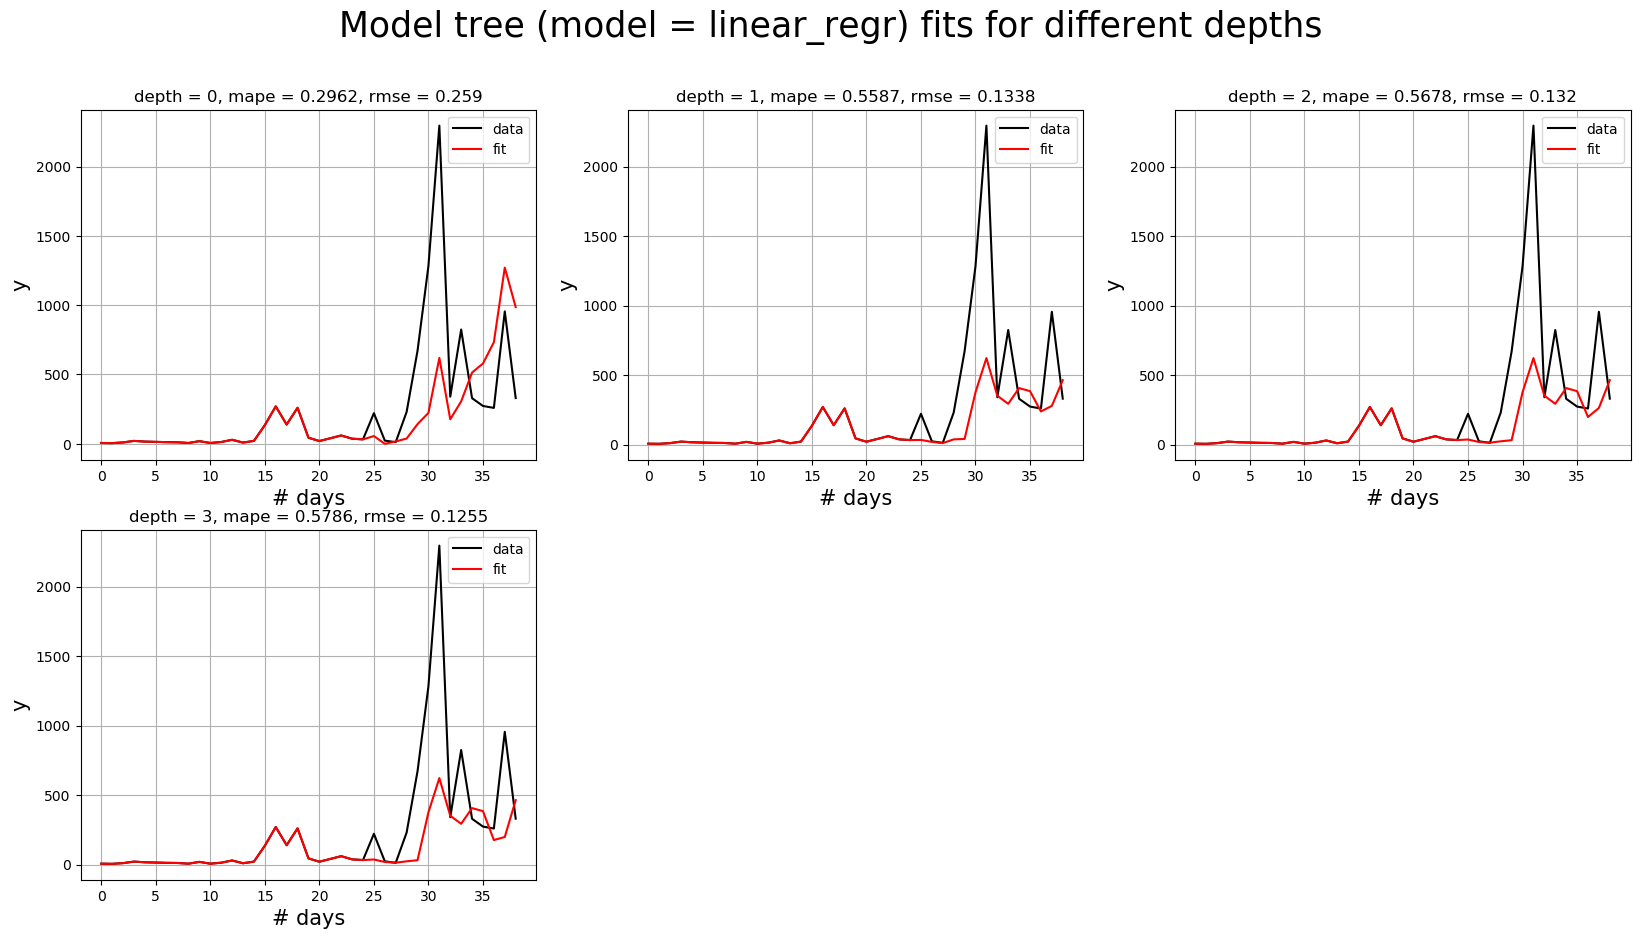 Model tree (model = linear_regr) fits for different depths
depth = 0, mape = 0.2962, rmse = 0.259
data
fit
y
2000
1500
1000
500
0
0 5 10 15 20 25 30 35
# days
depth = 1, mape = 0.5587, rmse = 0.1338
data
fit
y
2000
1500
1000
500
0
0 5 10 15 20 25 30 35
# days
depth = 2, mape = 0.5678, rmse = 0.132
data
fit
y
2000
1500
1000
500
0
0 5 10 15 20 25 30 35
# days
depth = 3, mape = 0.5786, rmse = 0.1255
data
fit
y
2000
1500
1000
500
0
0 5 10 15 20 25 30 35
# days